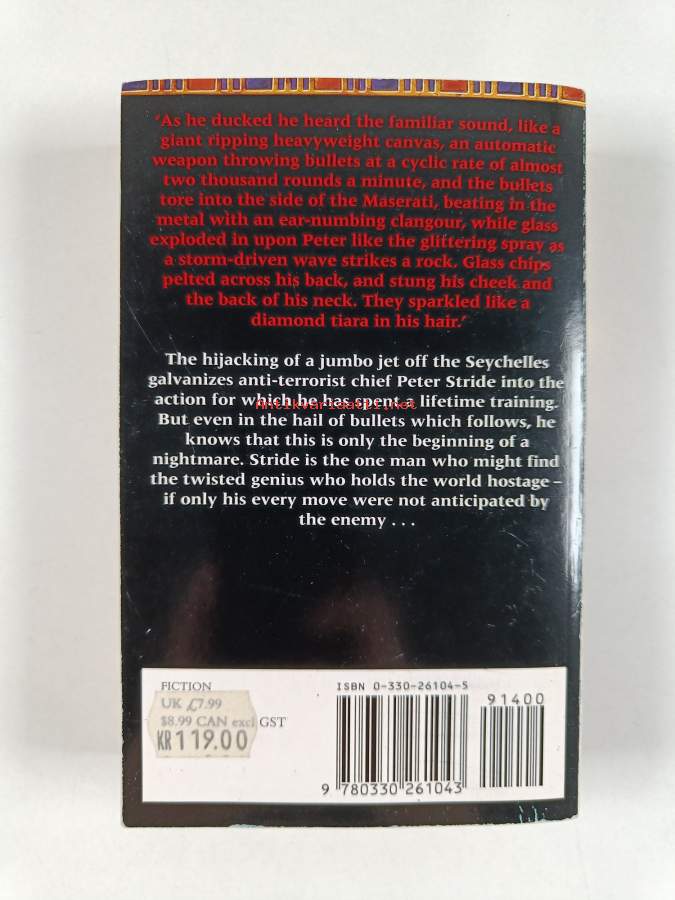 'As he ducked he heard the familiar sound, like a
giant ripping heavyweight canvas, an automatic
weapon throwing bullets at a cyclic rate of almost
two thousand rounds a minute, and the bullets
tore into the side of the Maserati, beating in the
metal with an ear-numbing clangour, while glass
exploded in upon Peter like the glittering spray as
a storm-driven wave strikes a rock. Glass chips
pelted across his back, and stung his cheek and
the back of his neck. They sparkled like a
diamond tiara in his hair.'
The hijacking of a jumbo jet off the Seychelles
galvanizes anti-terrorist chief Peter Stride into the
action for which he has spent a lifetime training.
Antikvariaatti.net
But even in the hail of bullets which follows, he
knows that this is only the beginning of a
nightmare. Stride is the one man who might find
the twisted genius who holds the world hostage –
if only his every move were not anticipated by
the enemy . . .
FICTION
UK £7.99
$8.99 CAN excl GST
KR119.00
ISBN 0-330-26104-5
91400
9 780330 261043